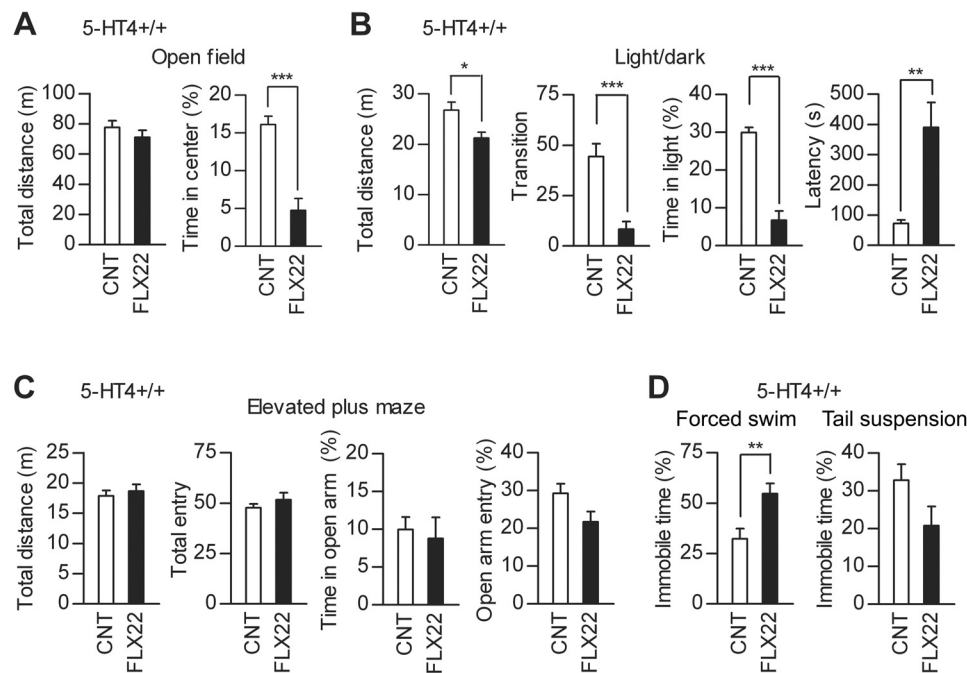 A 5-HT4+/+
Open field
Total distance (m)
100
80
60
40
20
0
CNT
FLX22
Time in center (%)
20
15
10
5
0
***
CNT
FLX22
B 5-HT4+/+
Light/dark
Total distance (m)
30
20
10
0
*
CNT
FLX22
Transition
75
50
25
0
***
CNT
FLX22
Time in light (%)
40
30
20
10
0
***
CNT
FLX22
Latency (s)
500
400
300
200
100
0
**
CNT
FLX22
C 5-HT4+/+
Elevated plus maze
Total distance (m)
25
20
15
10
5
0
CNT
FLX22
Total entry
75
50
25
0
CNT
FLX22
Time in open arm (%)
20
15
10
5
0
CNT
FLX22
Open arm entry (%)
40
30
20
10
0
CNT
FLX22
D 5-HT4+/+
Forced swim
Immobile time (%)
75
50
25
0
**
CNT
FLX22
Tail suspension
Immobile time (%)
40
30
20
10
0
CNT
FLX22